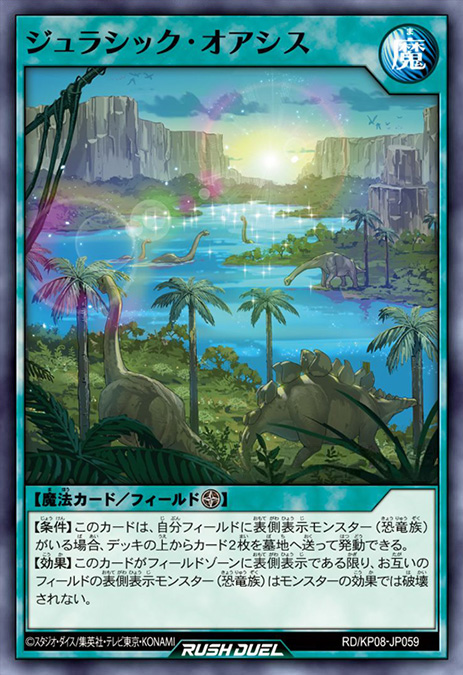 ジュラシック・オアシス
魔
【魔法カード／フィールド】
【条件】このカードは、自分フィールドに表側表示モンスター（恐竜族）
がいる場合、デッキの上からカード2枚を墓地へ送って発動できる。
【効果】このカードがフィールドゾーンに表側表示である限り、お互いの
フィールドの表側表示モンスター（恐竜族）はモンスターの効果では破壊
されない。
©スタジオ・ダイス/集英社・テレビ東京・KONAMI
RUSH DUEL
RD/KP08-JP059